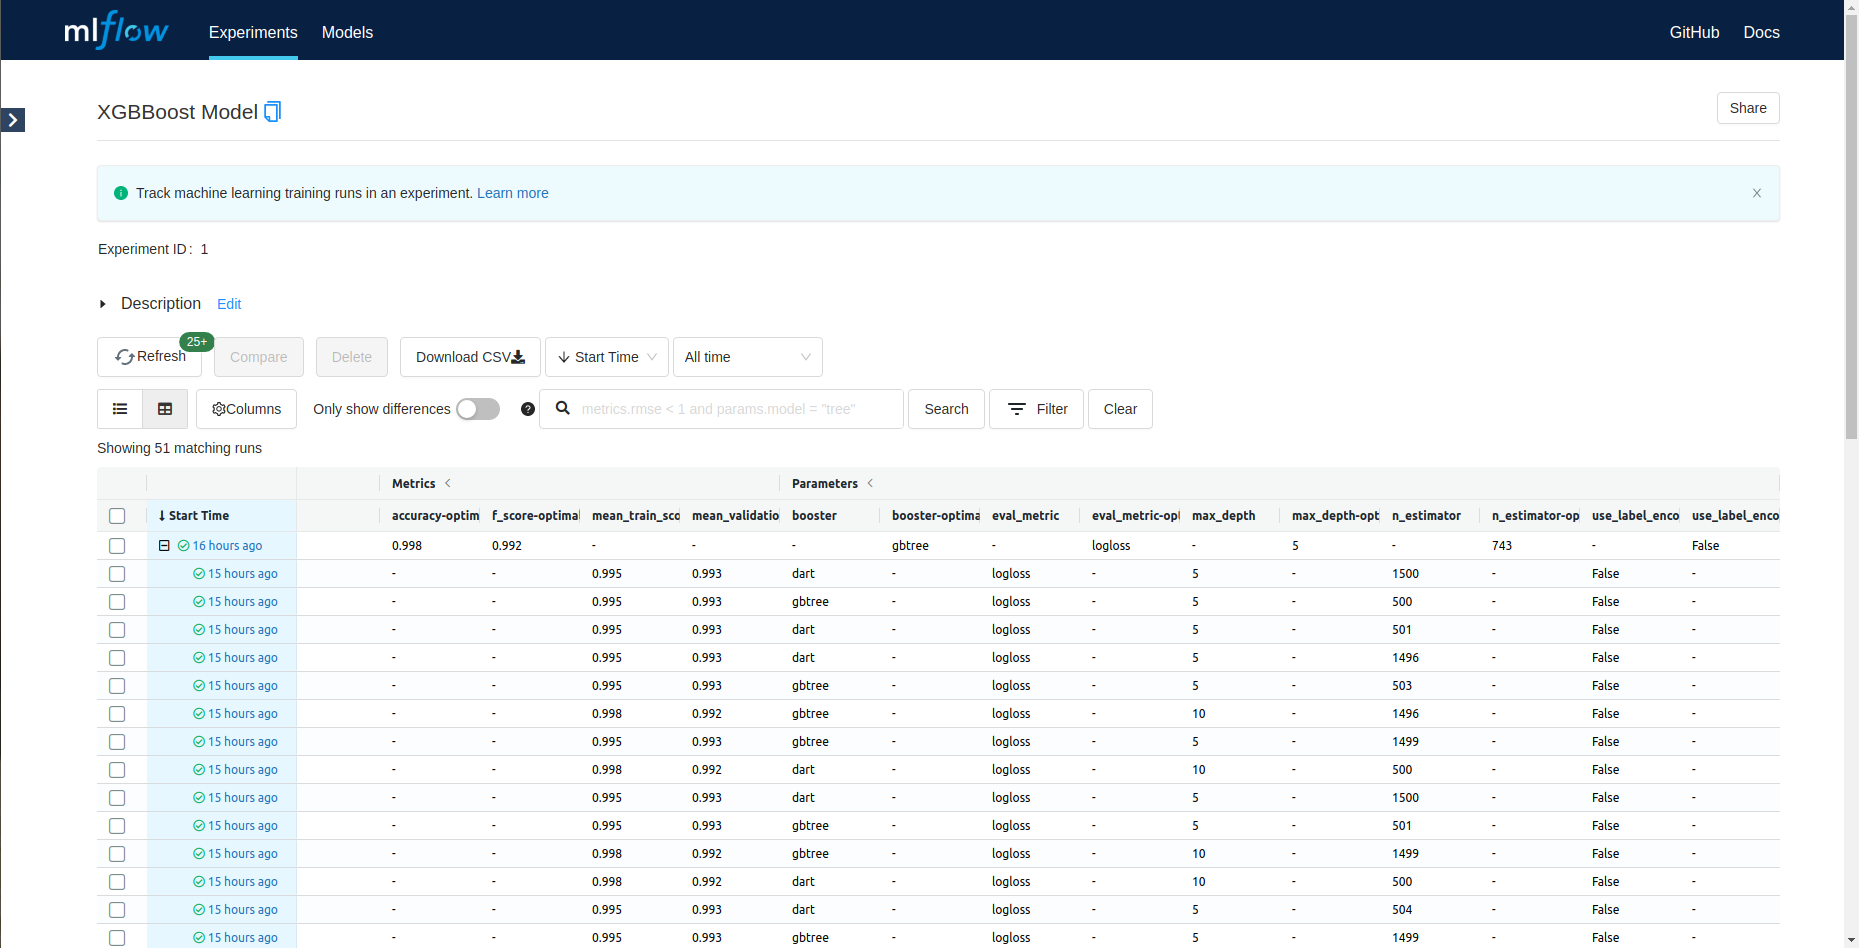 mlflow Experiments Models GitHub Docs
XGBBoost Model Share
Track machine learning training runs in an experiment. Learn more
Experiment ID: 1
Description Edit
25+
Refresh Compare Delete Download CSV Start Time All time
Columns Only show differences metrics.rmse < 1 and params.model = "tree" Search Filter Clear
Showing 51 matching runs
Metrics Parameters
Start Time accuracy-optim f_score-optima mean_train_sco mean_validatio booster booster-optima eval_metric eval_metric-op max_depth max_depth-opt n_estimator n_estimator-op use_label_enco use_label_enco
16 hours ago 0.998 0.992 - - - gbtree - logloss - 5 - 743 - False
15 hours ago - - 0.995 0.993 dart - logloss - 5 - 1500 - False -
15 hours ago - - 0.995 0.993 gbtree - logloss - 5 - 500 - False -
15 hours ago - - 0.995 0.993 dart - logloss - 5 - 501 - False -
15 hours ago - - 0.995 0.993 dart - logloss - 5 - 1496 - False -
15 hours ago - - 0.995 0.993 gbtree - logloss - 5 - 503 - False -
15 hours ago - - 0.998 0.992 gbtree - logloss - 10 - 1496 - False -
15 hours ago - - 0.995 0.993 gbtree - logloss - 5 - 1499 - False -
15 hours ago - - 0.998 0.992 dart - logloss - 10 - 500 - False -
15 hours ago - - 0.995 0.993 dart - logloss - 5 - 1500 - False -
15 hours ago - - 0.995 0.993 gbtree - logloss - 5 - 501 - False -
15 hours ago - - 0.998 0.992 gbtree - logloss - 10 - 1499 - False -
15 hours ago - - 0.998 0.992 dart - logloss - 10 - 500 - False -
15 hours ago - - 0.995 0.993 dart - logloss - 5 - 504 - False -
15 hours ago - - 0.995 0.993 gbtree - logloss - 5 - 1499 - False -